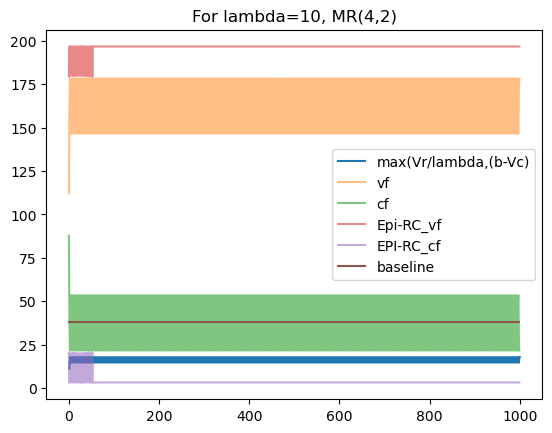 For lambda=10, MR(4,2)
200
175
150
125
100
75
50
25
0
max(Vr/lambda,(b-Vc)
vf
cf
Epi-RC_vf
EPI-RC_cf
baseline
0
200
400
600
800
1000